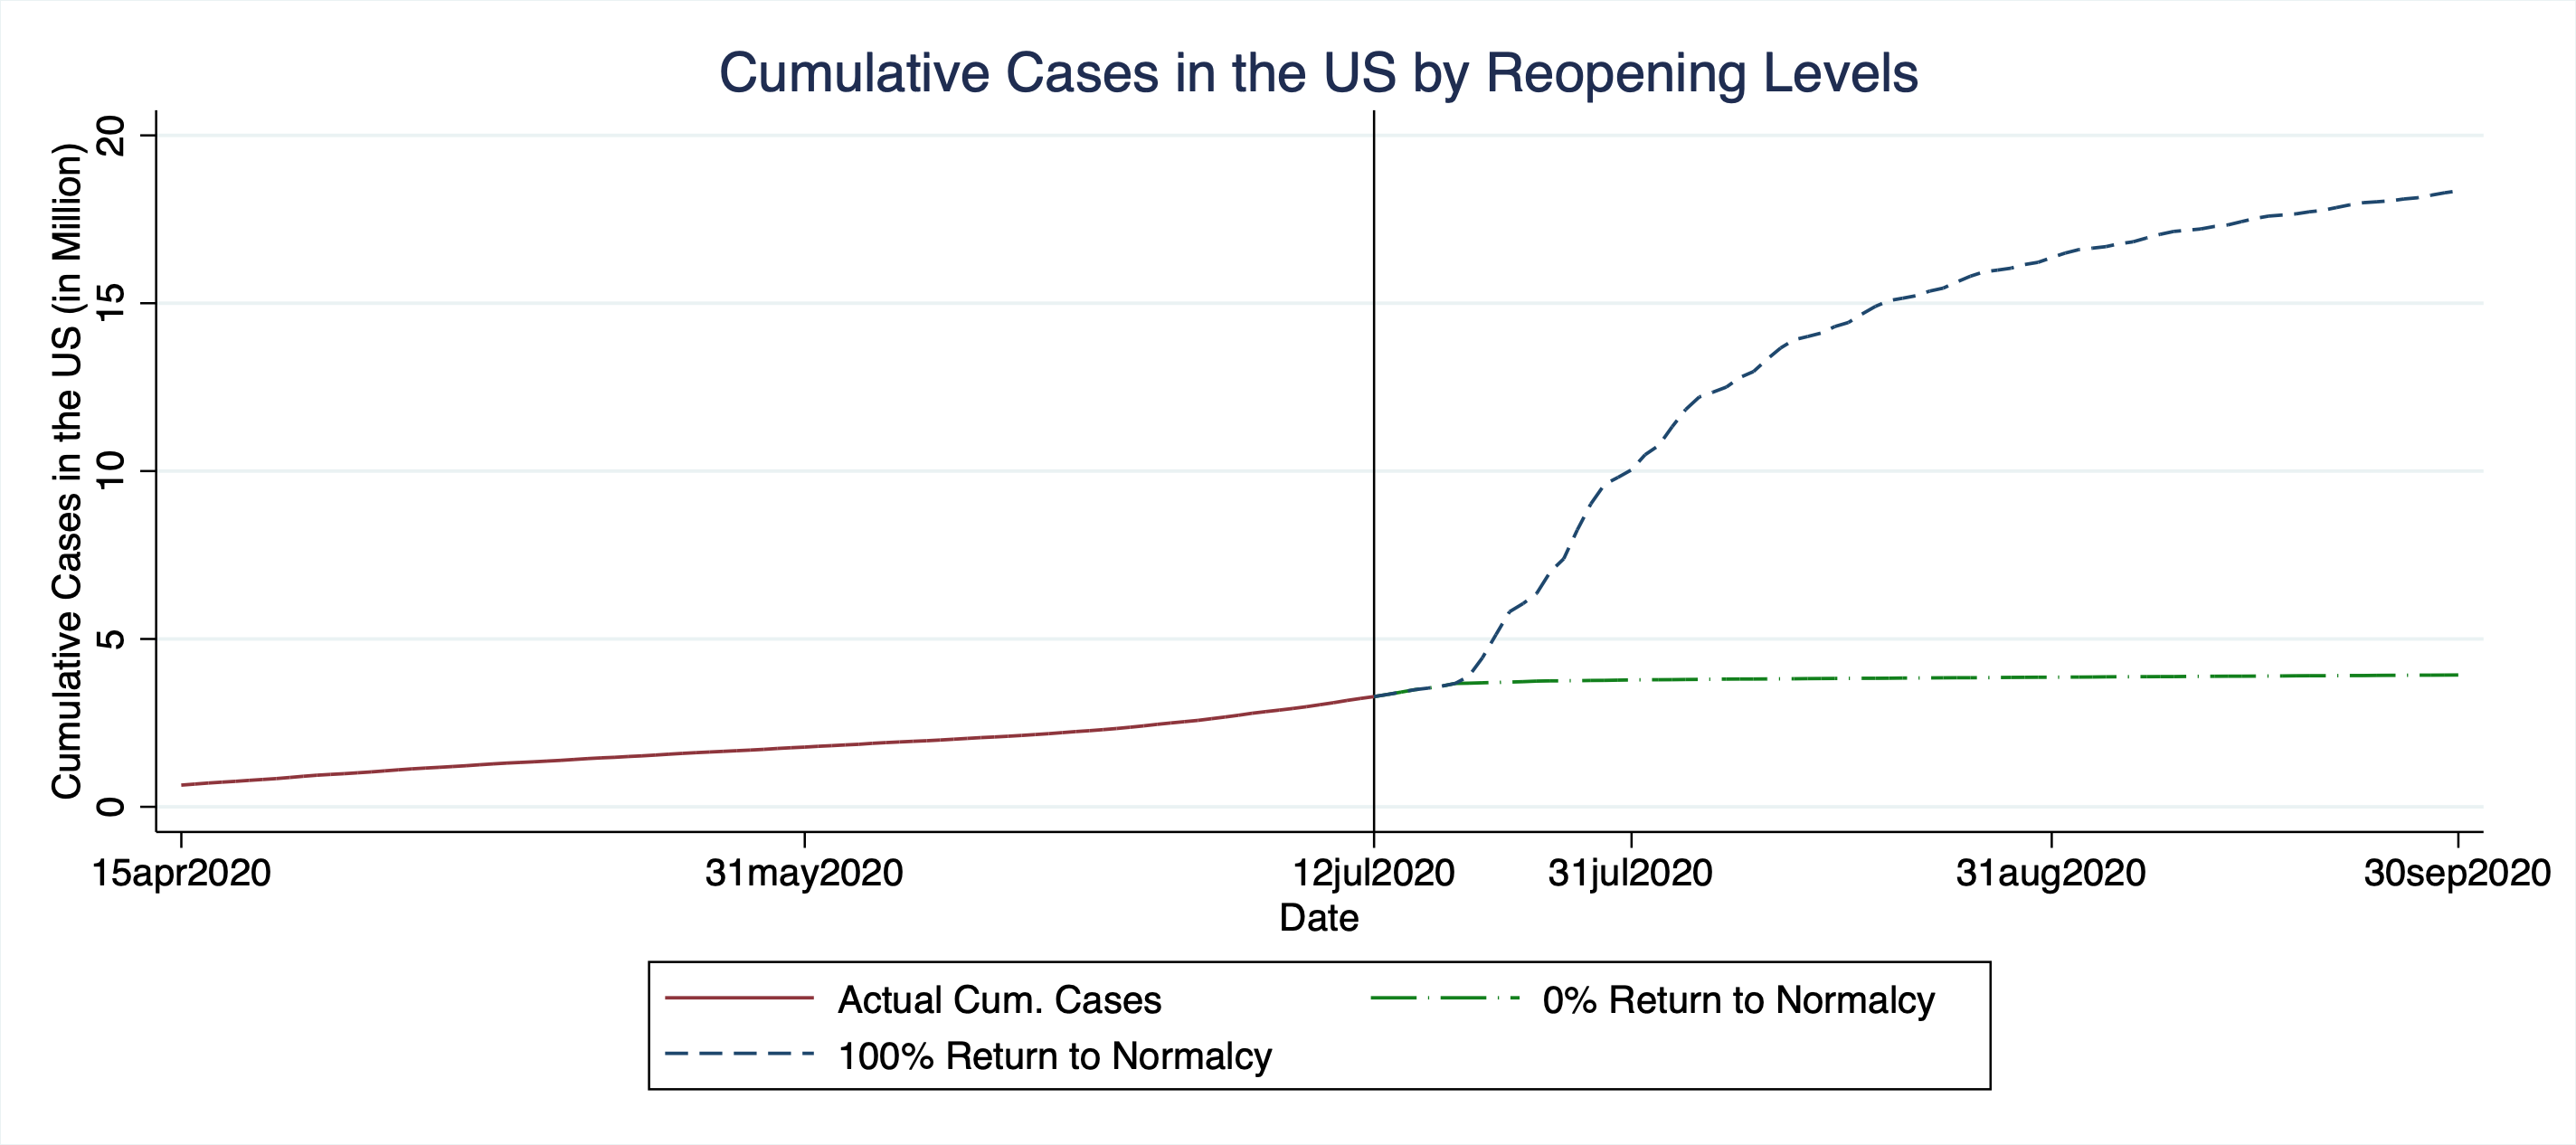 Cumulative Cases in the US by Reopening Levels
Cumulative Cases in the US (in Million)
20
15
10
5
0
15apr2020
31may2020
12jul2020
31jul2020
31aug2020
30sep2020
Date
Actual Cum. Cases
0% Return to Normalcy
100% Return to Normalcy